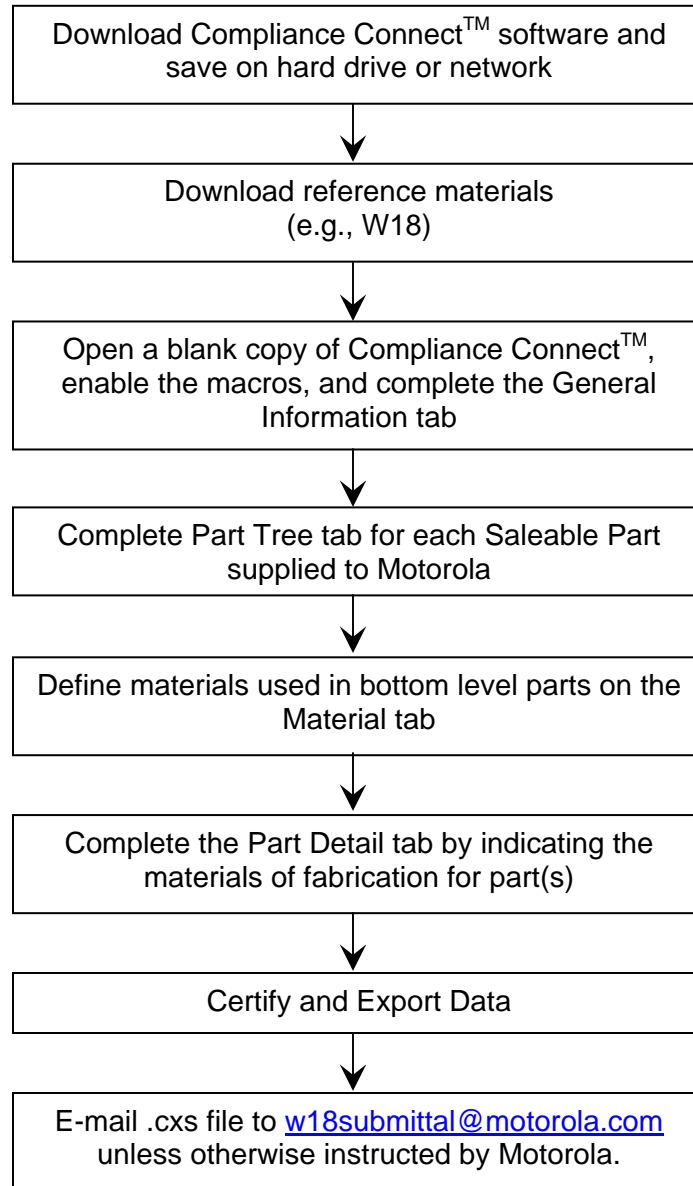 Download Compliance Connect™ software and
save on hard drive or network
Download reference materials
(e.g., W18)
Open a blank copy of Compliance Connect™,
enable the macros, and complete the General
Information tab
Complete Part Tree tab for each Saleable Part
supplied to Motorola
Define materials used in bottom level parts on the
Material tab
Complete the Part Detail tab by indicating the
materials of fabrication for part(s)
Certify and Export Data
E-mail .cxs file to w18submittal@motorola.com
unless otherwise instructed by Motorola.